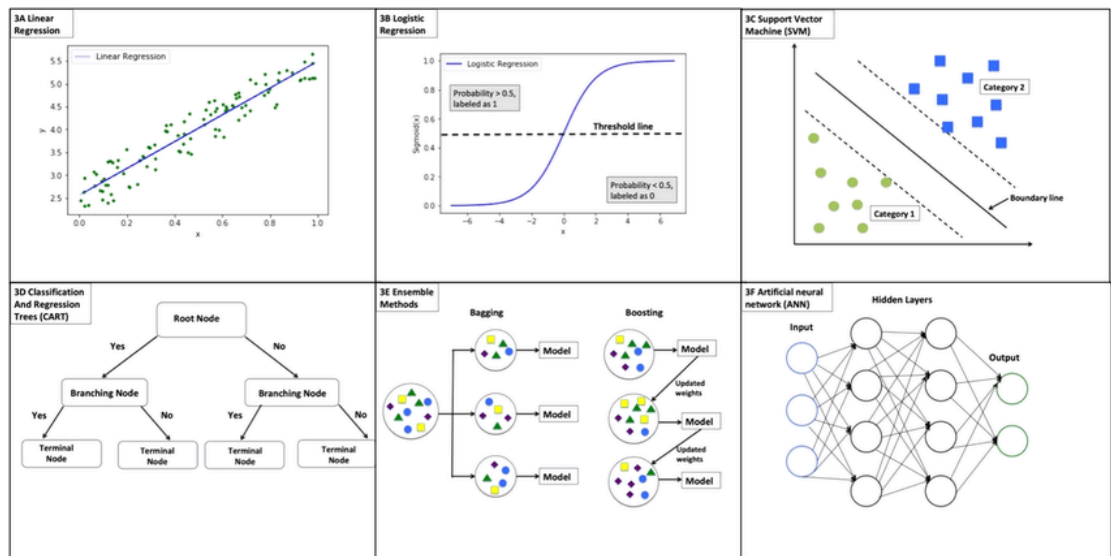 3A Linear
Regression
Linear Regression
5.5
5.0
4.5
4.0
3.5
3.0
2.5
y
0.0 0.2 0.4 0.6 0.8 1.0
x
3B Logistic
Regression
Logistic Regression
1.0
0.8
0.6
0.4
0.2
0.0
Sigmoid(x)
Probability > 0.5,
labeled as 1
Threshold line
Probability < 0.5,
labeled as 0
−6 −4 −2 0 2 4 6
x
3C Support Vector
Machine (SVM)
Category 2
Category 1
Boundary line
3D Classification
And Regression
Trees (CART)
Root Node
Yes No
Branching Node Branching Node
Yes No Yes No
Terminal
Node
Terminal
Node
Terminal
Node
Terminal
Node
3E Ensemble
Methods
Bagging
Model
Model
Model
Boosting
Model
Updated
weights
Model
Updated
weights
Model
3F Artificial neural
network (ANN)
Hidden Layers
Input
Output